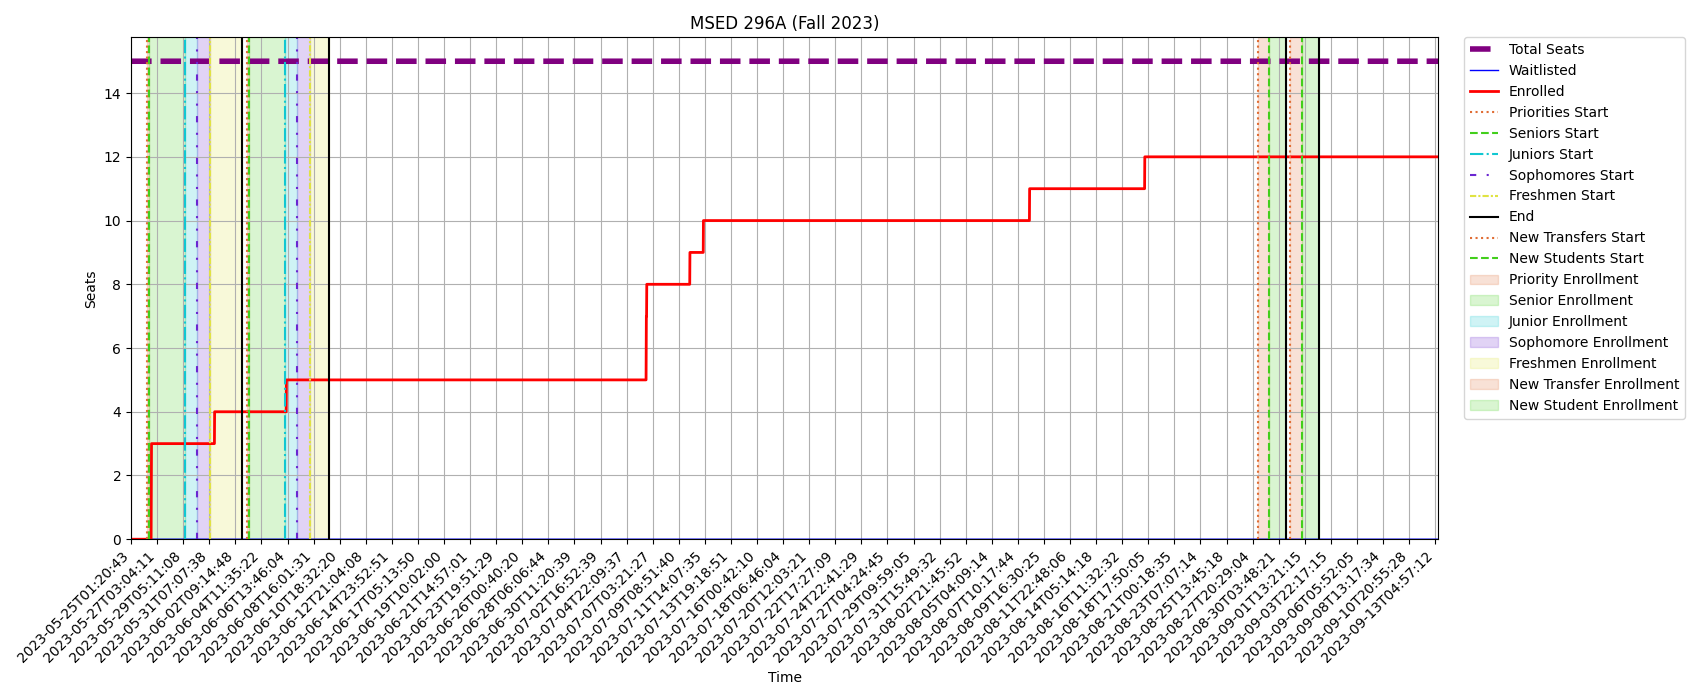 MSED 296A (Fall 2023)
Seats
14
12
10
8
6
4
2
0
2023-05-25T01:20:43
2023-05-27T03:04:11
2023-05-29T05:11:08
2023-05-31T07:07:38
2023-06-02T09:14:48
2023-06-04T11:35:22
2023-06-06T13:46:04
2023-06-08T16:01:31
2023-06-10T18:32:20
2023-06-12T21:04:08
2023-06-14T23:52:51
2023-06-17T05:13:50
2023-06-19T10:02:00
2023-06-21T14:57:01
2023-06-23T19:51:29
2023-06-26T00:40:20
2023-06-28T06:06:44
2023-06-30T11:20:39
2023-07-02T16:52:39
2023-07-04T22:09:37
2023-07-07T03:21:27
2023-07-09T08:51:40
2023-07-11T14:07:35
2023-07-13T19:18:51
2023-07-16T00:42:10
2023-07-18T06:46:04
2023-07-20T12:03:21
2023-07-22T17:27:09
2023-07-24T22:41:29
2023-07-27T04:24:45
2023-07-29T09:59:05
2023-07-31T15:49:32
2023-08-02T21:45:52
2023-08-05T04:09:14
2023-08-07T10:17:44
2023-08-09T16:30:25
2023-08-11T22:48:06
2023-08-14T05:14:18
2023-08-16T11:32:32
2023-08-18T17:50:05
2023-08-21T00:18:35
2023-08-23T07:07:14
2023-08-25T13:45:18
2023-08-27T20:29:04
2023-08-30T03:48:21
2023-09-01T13:21:15
2023-09-03T22:17:15
2023-09-06T05:52:05
2023-09-08T13:17:34
2023-09-10T20:55:28
2023-09-13T04:57:12
Time
Total Seats
Waitlisted
Enrolled
Priorities Start
Seniors Start
Juniors Start
Sophomores Start
Freshmen Start
End
New Transfers Start
New Students Start
Priority Enrollment
Senior Enrollment
Junior Enrollment
Sophomore Enrollment
Freshmen Enrollment
New Transfer Enrollment
New Student Enrollment